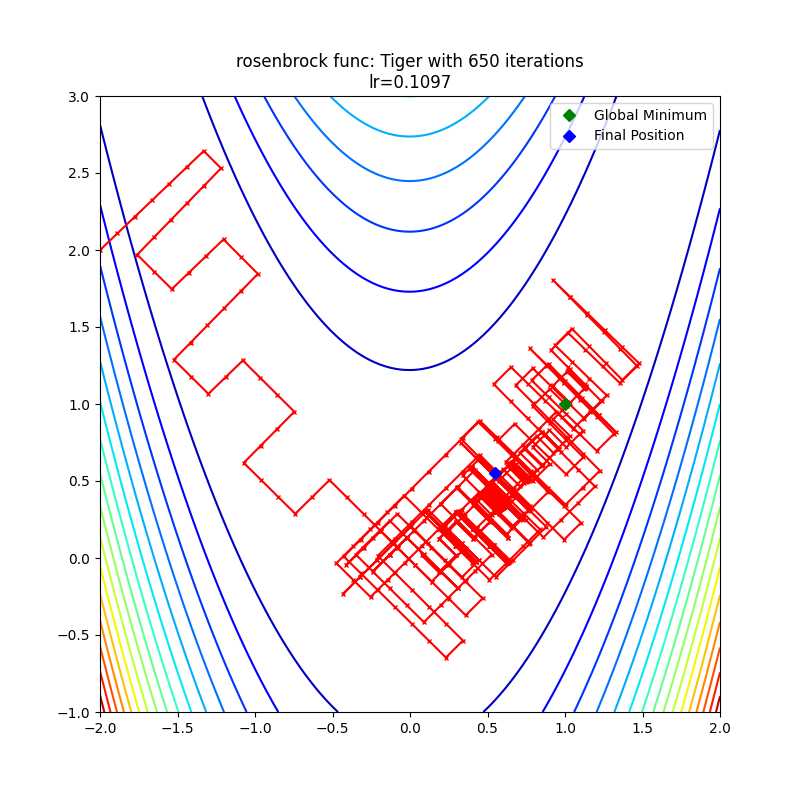 rosenbrock func: Tiger with 650 iterations
lr=0.1097
Global Minimum
Final Position
3.0
2.5
2.0
1.5
1.0
0.5
0.0
−0.5
−1.0
−2.0 −1.5 −1.0 −0.5 0.0 0.5 1.0 1.5 2.0